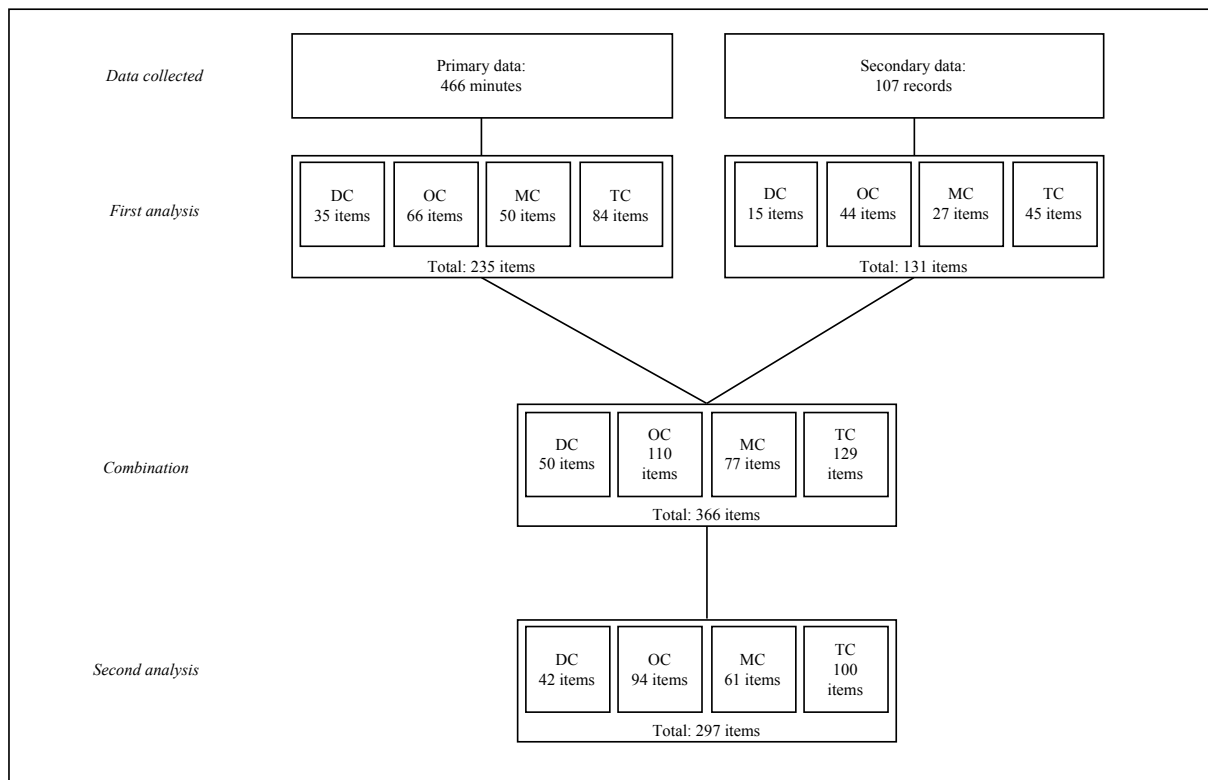 Data collected
Primary data:
466 minutes
Secondary data:
107 records
First analysis
DC
35 items
OC
66 items
MC
50 items
TC
84 items
Total: 235 items
DC
15 items
OC
44 items
MC
27 items
TC
45 items
Total: 131 items
Combination
DC
50 items
OC
110
items
MC
77 items
TC
129
items
Total: 366 items
Second analysis
DC
42 items
OC
94 items
MC
61 items
TC
100
items
Total: 297 items